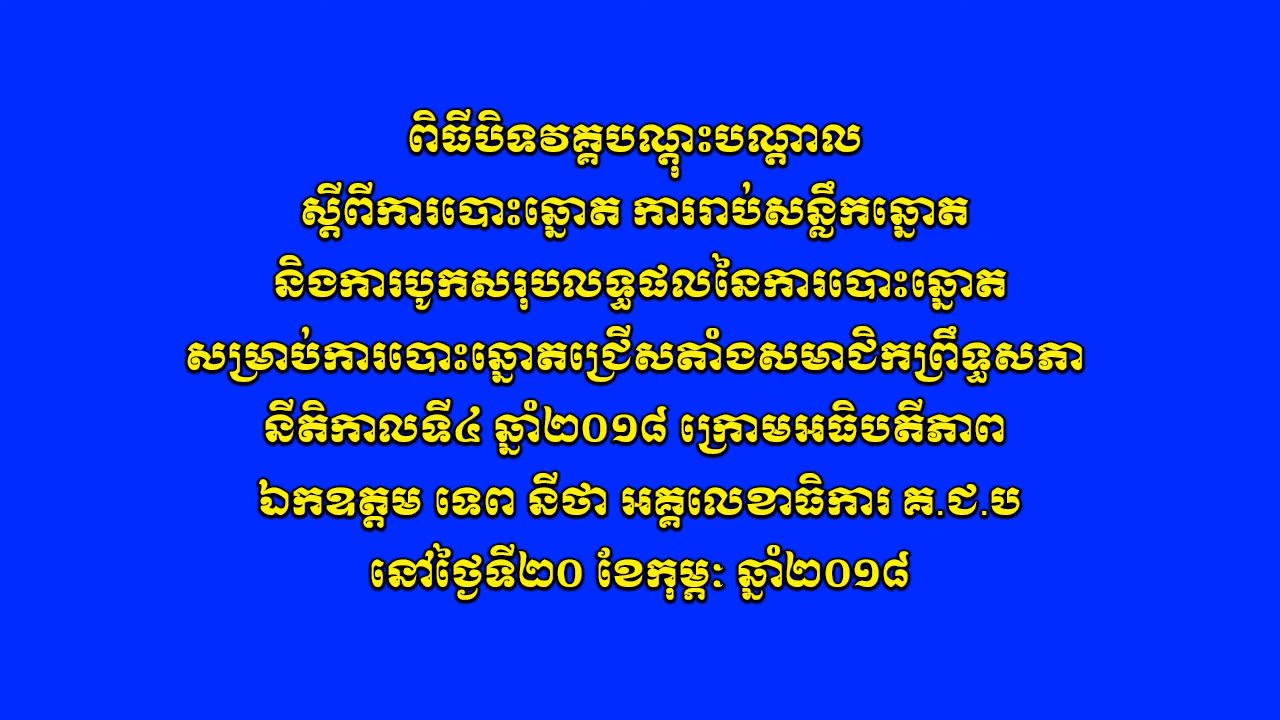 ពិធីបិទវគ្គបណ្តុះបណ្តាល
ស្តីពីការបោះឆ្នោត ការរាប់សន្លឹកឆ្នោត
និងការបូកសរុបលទ្ធផលនៃការបោះឆ្នោត
សម្រាប់ការបោះឆ្នោតជ្រើសតាំងសមាជិកព្រឹទ្ធសភា
នីតិកាលទី៤ ឆ្នាំ២០១៨ ក្រោមអធិបតីភាព
ឯកឧត្តម ទេព នីថា អគ្គលេខាធិការ គ.ជ.ប
នៅថ្ងៃទី២០ ខែកុម្ភៈ ឆ្នាំ២០១៨